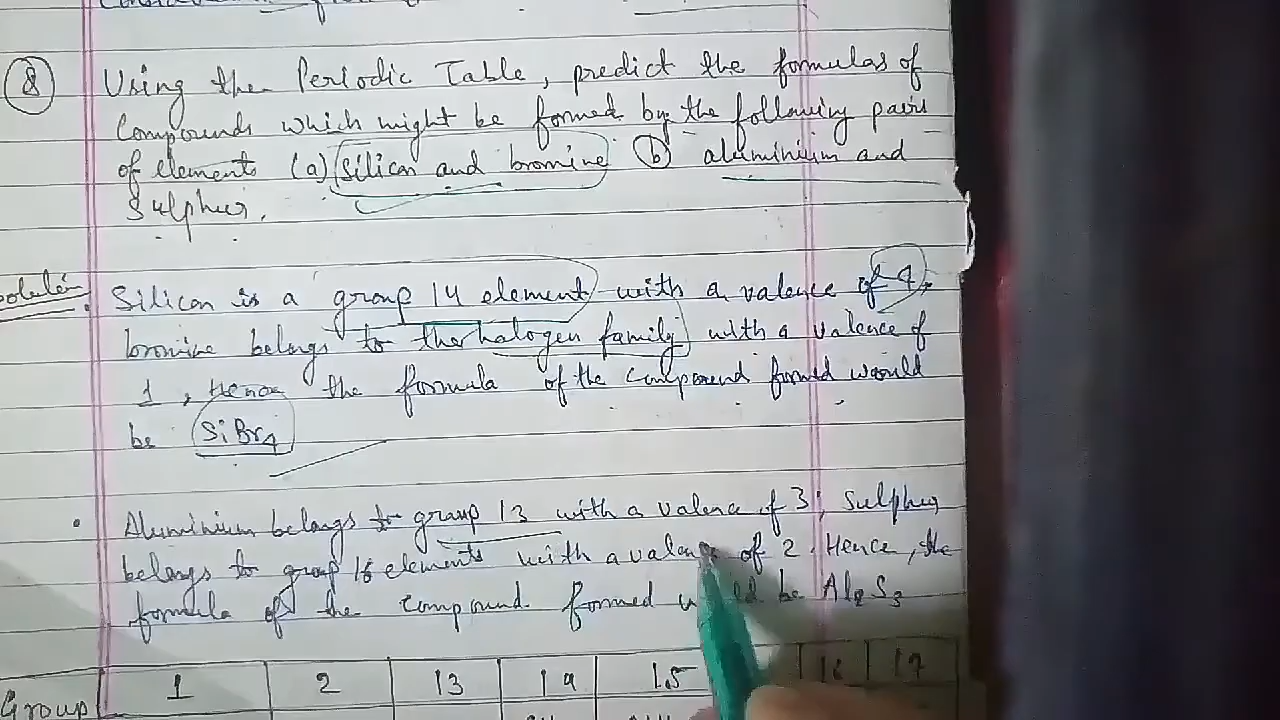 8 Using the Periodic Table, predict the formulas of
Compounds which might be formed by the following pairs
of elements (a) Silicon and bromine (b) aluminium and
Sulphur.
Silicon is a group 14 element with a valence of 4,
bromine belongs to the halogen family with a valence of
1, Hence the formula of the compound formed would
be SiBr4
• Aluminium belongs to group 13 with a valence of 3; Sulphur
belongs to group 16 elements with a valence of 2. Hence, the
formula of the compound formed would be Al2S3
Group 1 2 13 14 15 16 17